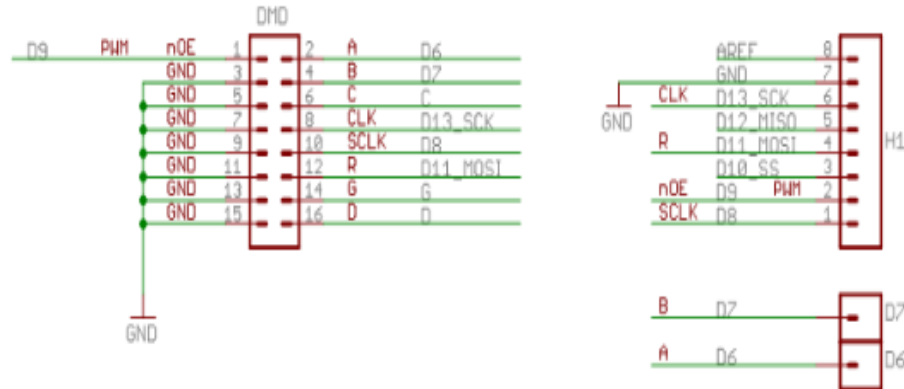 DMD
D9 PWM nOE 1 2 A D6
GND 3 4 B D7
GND 5 6 C C
GND 7 8 CLK D13_SCK
GND 9 10 SCLK D8
GND 11 12 R D11_MOSI
GND 13 14 G G
GND 15 16 D D
GND
AREF 8
GND 7
GND
CLK D13_SCK 6
D12_MISO 5
R D11_MOSI 4
H1
D10_SS 3
nOE D9 PWM 2
SCLK D8 1
B D7 D7
A D6 D6